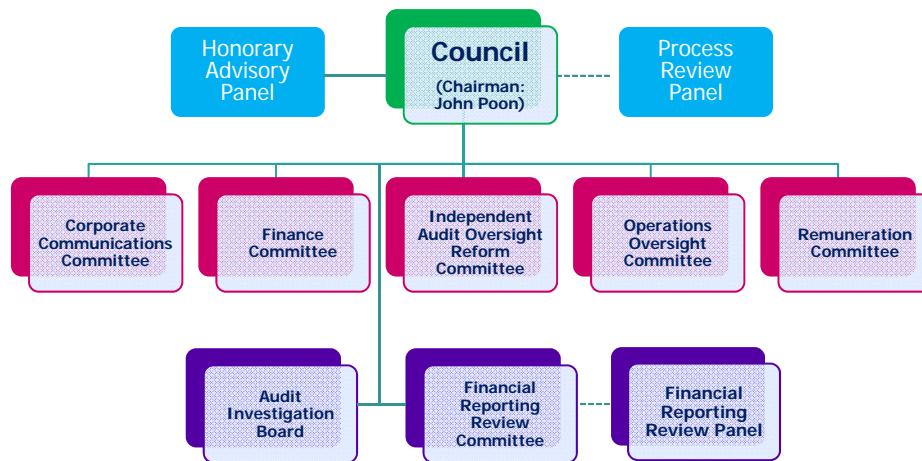 Honorary
Advisory
Panel
Council
(Chairman:
John Poon)
Process
Review
Panel
Corporate
Communications
Committee
Finance
Committee
Independent
Audit Oversight
Reform
Committee
Operations
Oversight
Committee
Remuneration
Committee
Audit
Investigation
Board
Financial
Reporting
Review
Committee
Financial
Reporting
Review Panel